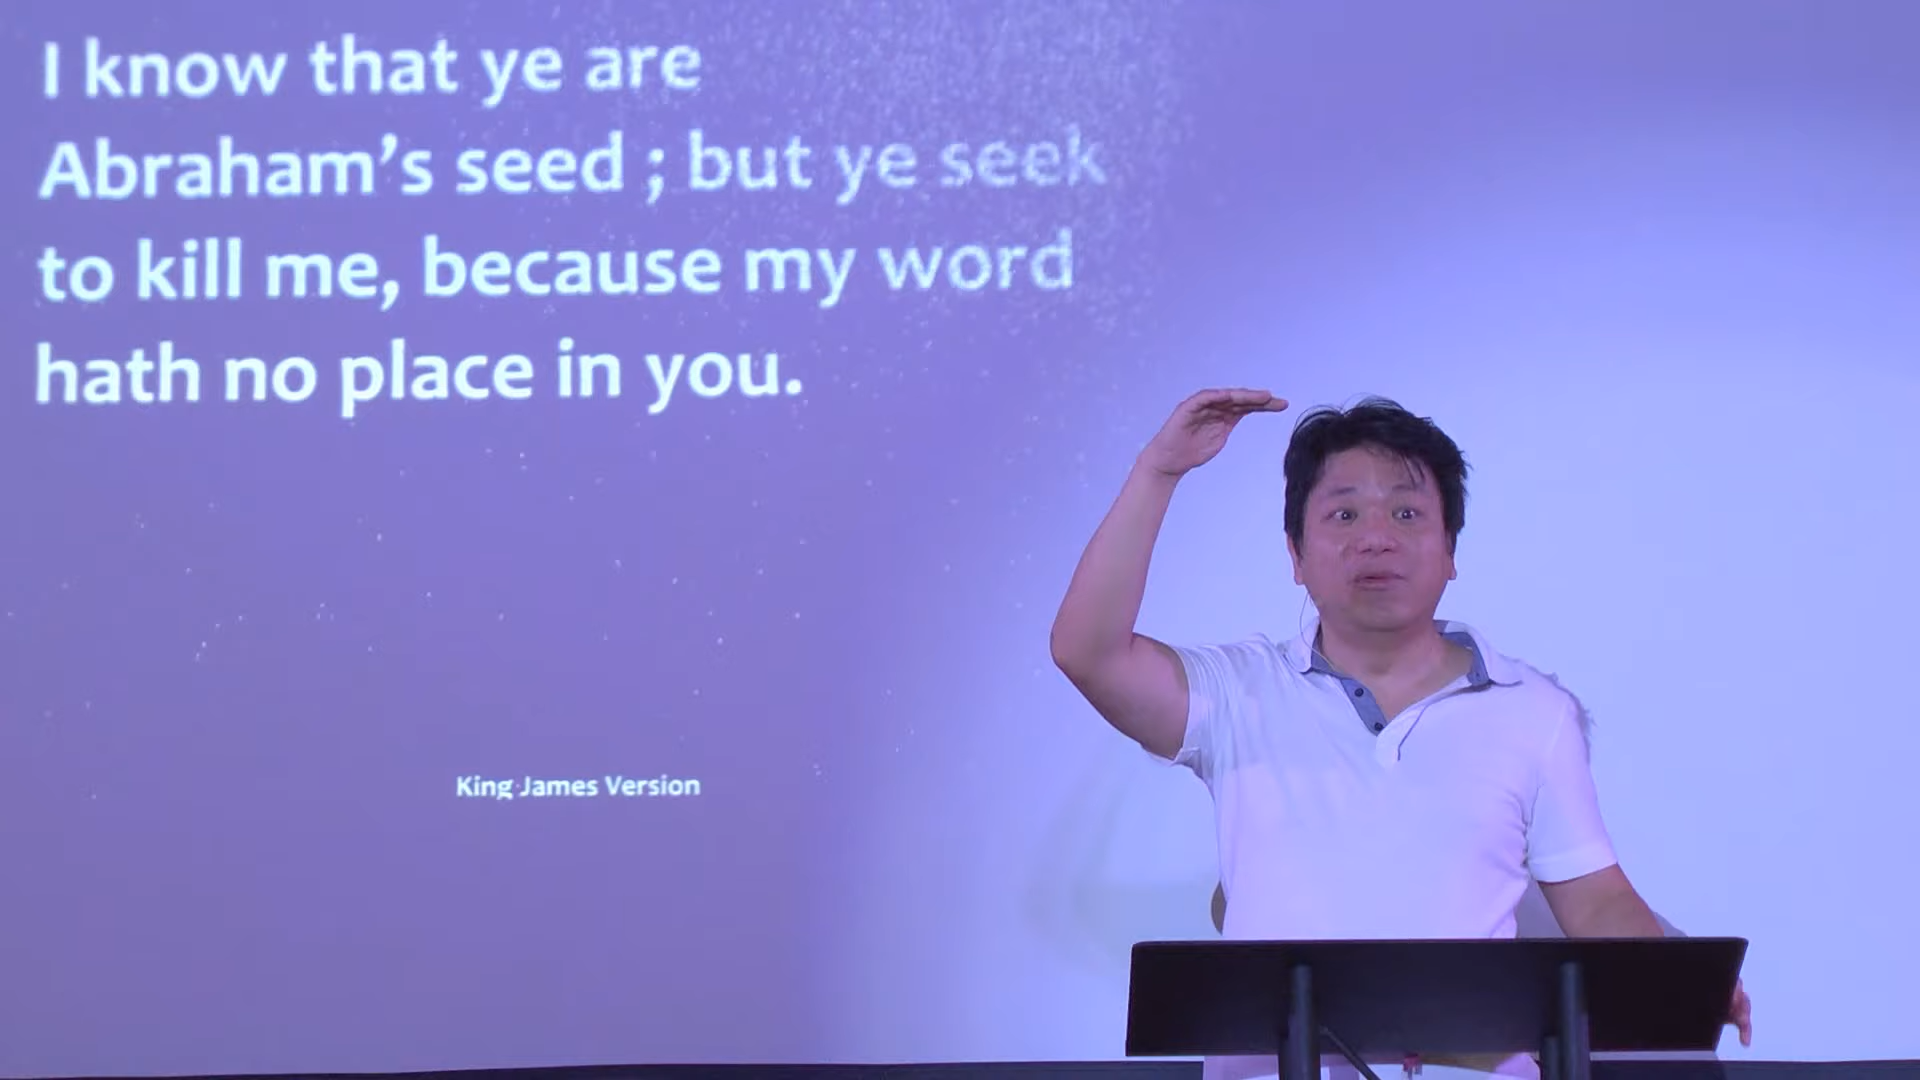 I know that ye are
Abraham’s seed ; but ye seek
to kill me, because my word
hath no place in you.
King James Version